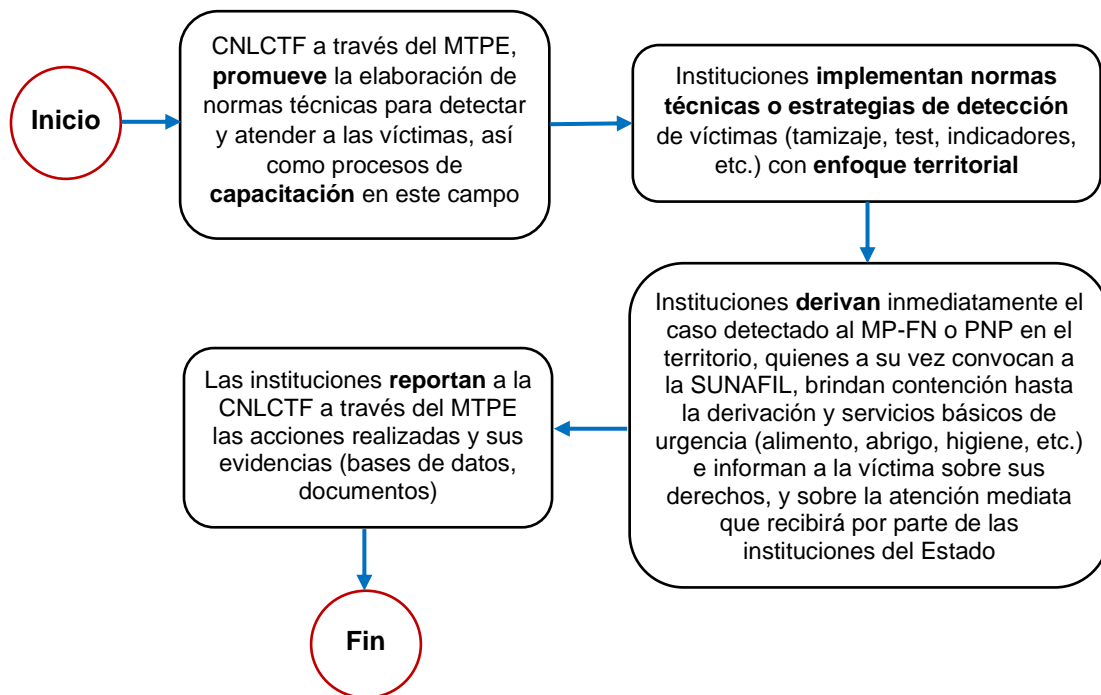 Inicio
CNLCTF a través del MTPE,
promueve la elaboración de
normas técnicas para detectar
y atender a las víctimas, así
como procesos de
capacitación en este campo
Instituciones implementan normas
técnicas o estrategias de detección
de víctimas (tamizaje, test, indicadores,
etc.) con enfoque territorial
Instituciones derivan inmediatamente el
caso detectado al MP-FN o PNP en el
territorio, quienes a su vez convocan a
la SUNAFIL, brindan contención hasta
la derivación y servicios básicos de
urgencia (alimento, abrigo, higiene, etc.)
e informan a la víctima sobre sus
derechos, y sobre la atención mediata
que recibirá por parte de las
instituciones del Estado
Las instituciones reportan a la
CNLCTF a través del MTPE
las acciones realizadas y sus
evidencias (bases de datos,
documentos)
Fin